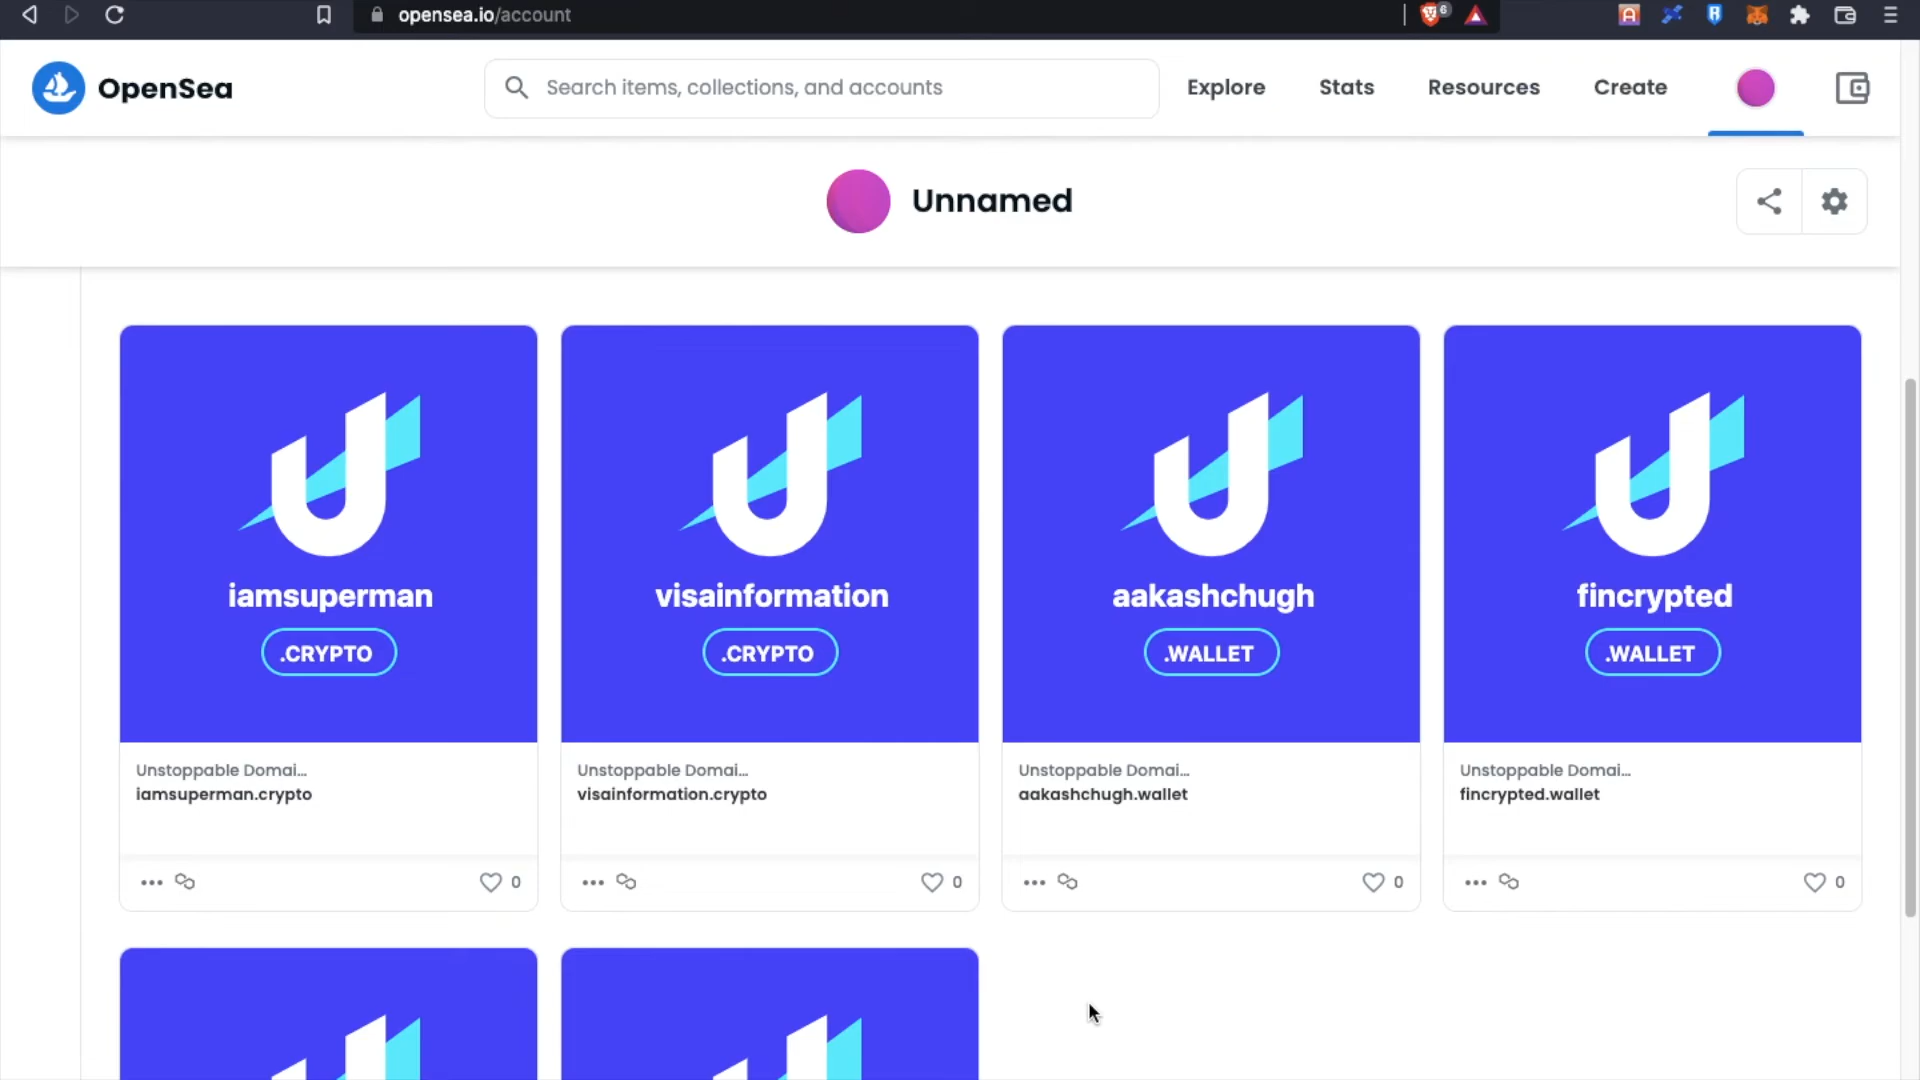 opensea.io/account
6
OpenSea
Search items, collections, and accounts
Explore
Stats
Resources
Create
Unnamed
iamsuperman
.CRYPTO
Unstoppable Domai...
iamsuperman.crypto
0
visainformation
.CRYPTO
Unstoppable Domai...
visainformation.crypto
0
aakashchugh
.WALLET
Unstoppable Domai...
aakashchugh.wallet
0
fincrypted
.WALLET
Unstoppable Domai...
fincrypted.wallet
0